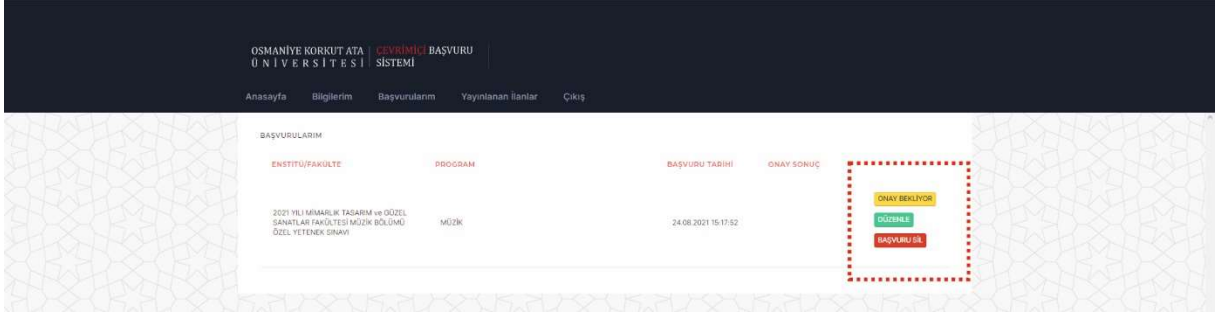 OSMANİYE KORKUT ATA ÇEVRİMİÇİ BAŞVURU
ÜNİVERSİTESİ SİSTEMİ
Anasayfa Bilgilerim Başvurularım Yayınlanan İlanlar Çıkış
BAŞVURULARIM
ENSTİTÜ/FAKÜLTE PROGRAM BAŞVURU TARİHİ ONAY SONUÇ
2021 YILI MİMARLIK TASARIM ve GÜZEL
SANATLAR FAKÜLTESİ MÜZİK BÖLÜMÜ
ÖZEL YETENEK SINAVI
MÜZİK
24.08.2021 15:17:52
ONAY BEKLİYOR
DÜZENLE
BAŞVURU SİL